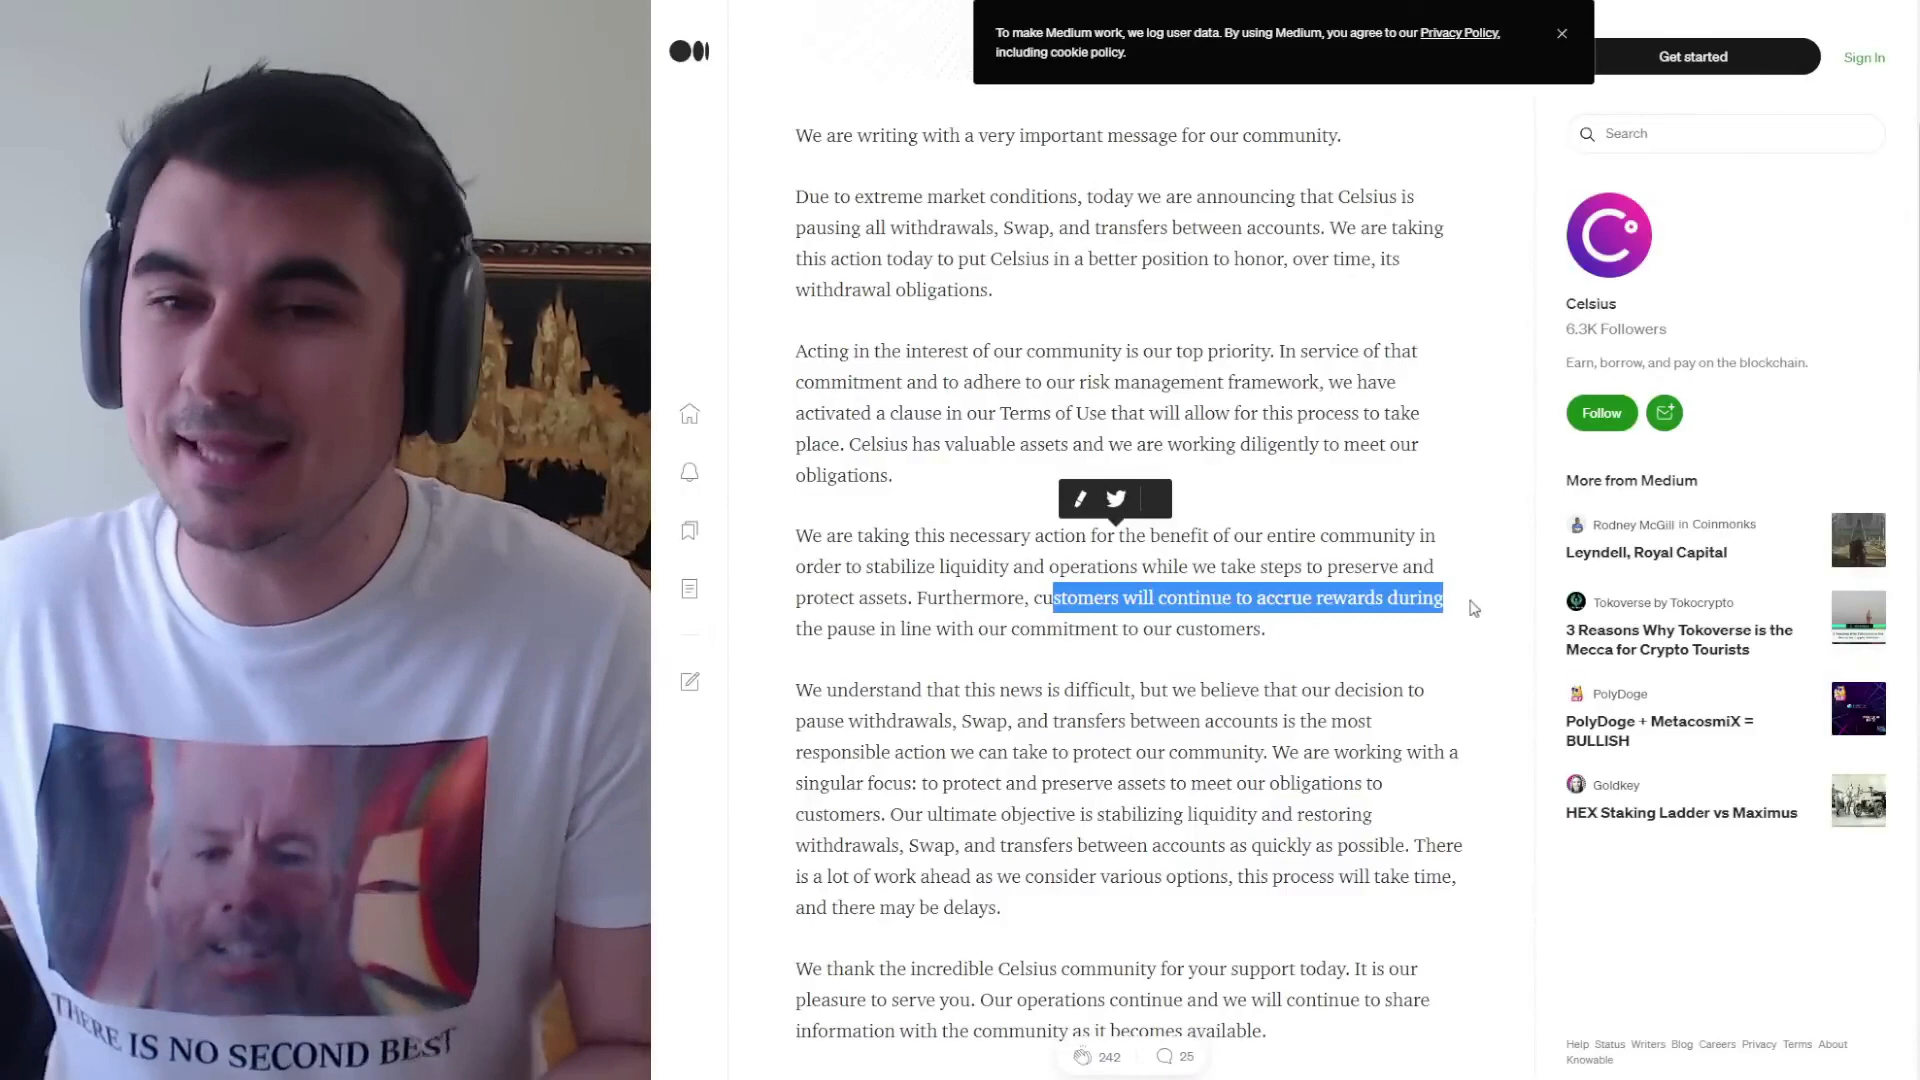 To make Medium work, we log user data. By using Medium, you agree to our Privacy Policy,
including cookie policy.
Get started
Sign In
Search
We are writing with a very important message for our community.
Due to extreme market conditions, today we are announcing that Celsius is
pausing all withdrawals, Swap, and transfers between accounts. We are taking
this action today to put Celsius in a better position to honor, over time, its
withdrawal obligations.
Acting in the interest of our community is our top priority. In service of that
commitment and to adhere to our risk management framework, we have
activated a clause in our Terms of Use that will allow for this process to take
place. Celsius has valuable assets and we are working diligently to meet our
obligations.
We are taking this necessary action for the benefit of our entire community in
order to stabilize liquidity and operations while we take steps to preserve and
protect assets. Furthermore, customers will continue to accrue rewards during
the pause in line with our commitment to our customers.
We understand that this news is difficult, but we believe that our decision to
pause withdrawals, Swap, and transfers between accounts is the most
responsible action we can take to protect our community. We are working with a
singular focus: to protect and preserve assets to meet our obligations to
customers. Our ultimate objective is stabilizing liquidity and restoring
withdrawals, Swap, and transfers between accounts as quickly as possible. There
is a lot of work ahead as we consider various options, this process will take time,
and there may be delays.
We thank the incredible Celsius community for your support today. It is our
pleasure to serve you. Our operations continue and we will continue to share
information with the community as it becomes available.
242
25
Celsius
6.3K Followers
Earn, borrow, and pay on the blockchain.
Follow
More from Medium
Rodney McGill in Coinmonks
Leyndell, Royal Capital
Tokoverse by Tokocrypto
3 Reasons Why Tokoverse is the
Mecca for Crypto Tourists
PolyDoge
PolyDoge + MetacosmiX =
BULLISH
Goldkey
HEX Staking Ladder vs Maximus
Help Status Writers Blog Careers Privacy Terms About
Knowable
THERE IS NO SECOND BEST